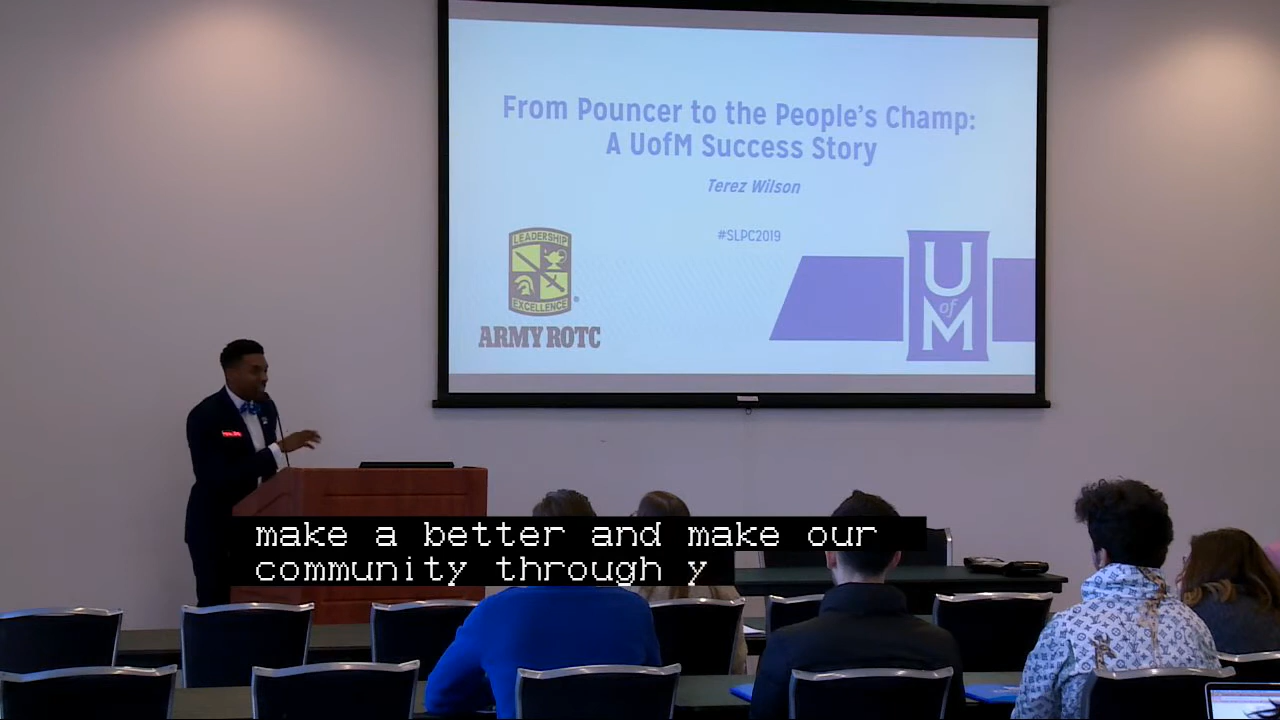 From Pouncer to the People's Champ:
A UofM Success Story
Terez Wilson
#SLPC2019
LEADERSHIP
EXCELLENCE
ARMY ROTC
U
of
M
make a better and make our
community through y